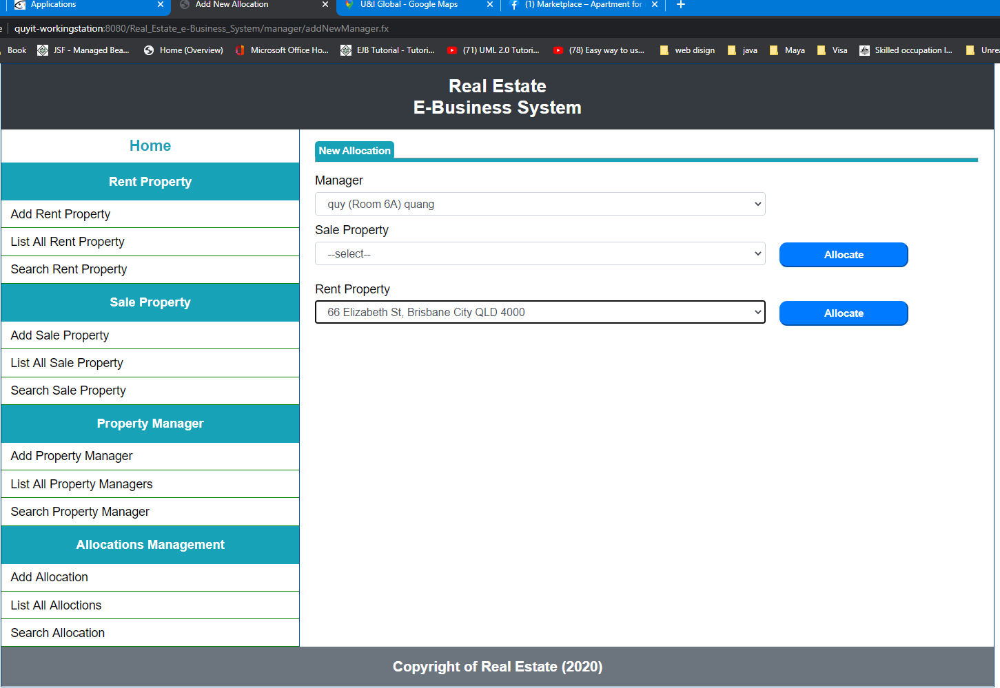 Applications
Add New Allocation
U&I Global - Google Maps
(1) Marketplace – Apartment for
quyit-workingstation:8080/Real_Estate_e-Business_System/manager/addNewManager.fx
Book
JSF - Managed Bea...
Home (Overview)
Microsoft Office Ho...
EJB Tutorial - Tutori...
(71) UML 2.0 Tutori...
(78) Easy way to us...
web disign
java
Maya
Visa
Skilled occupation l...
Real Estate
E-Business System
Home
Rent Property
Add Rent Property
List All Rent Property
Search Rent Property
Sale Property
Add Sale Property
List All Sale Property
Search Sale Property
Property Manager
Add Property Manager
List All Property Managers
Search Property Manager
Allocations Management
Add Allocation
List All Alloctions
Search Allocation
New Allocation
Manager
quy (Room 6A) quang
Sale Property
--select--
Allocate
Rent Property
66 Elizabeth St, Brisbane City QLD 4000
Allocate
Copyright of Real Estate (2020)